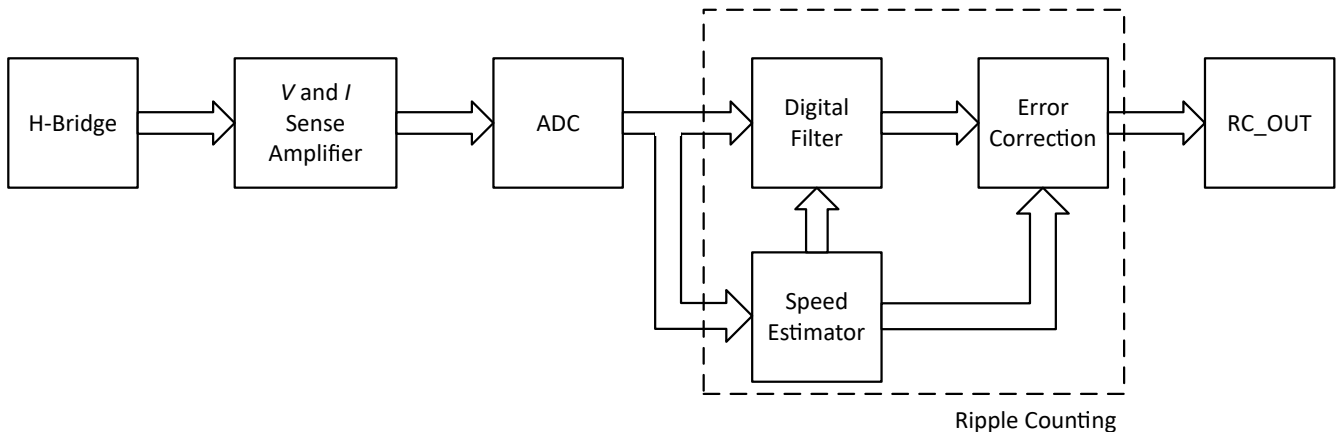 H-Bridge
V and I
Sense
Amplifier
ADC
Digital
Filter
Error
Correction
RC_OUT
Speed
Estimator
Ripple Counting